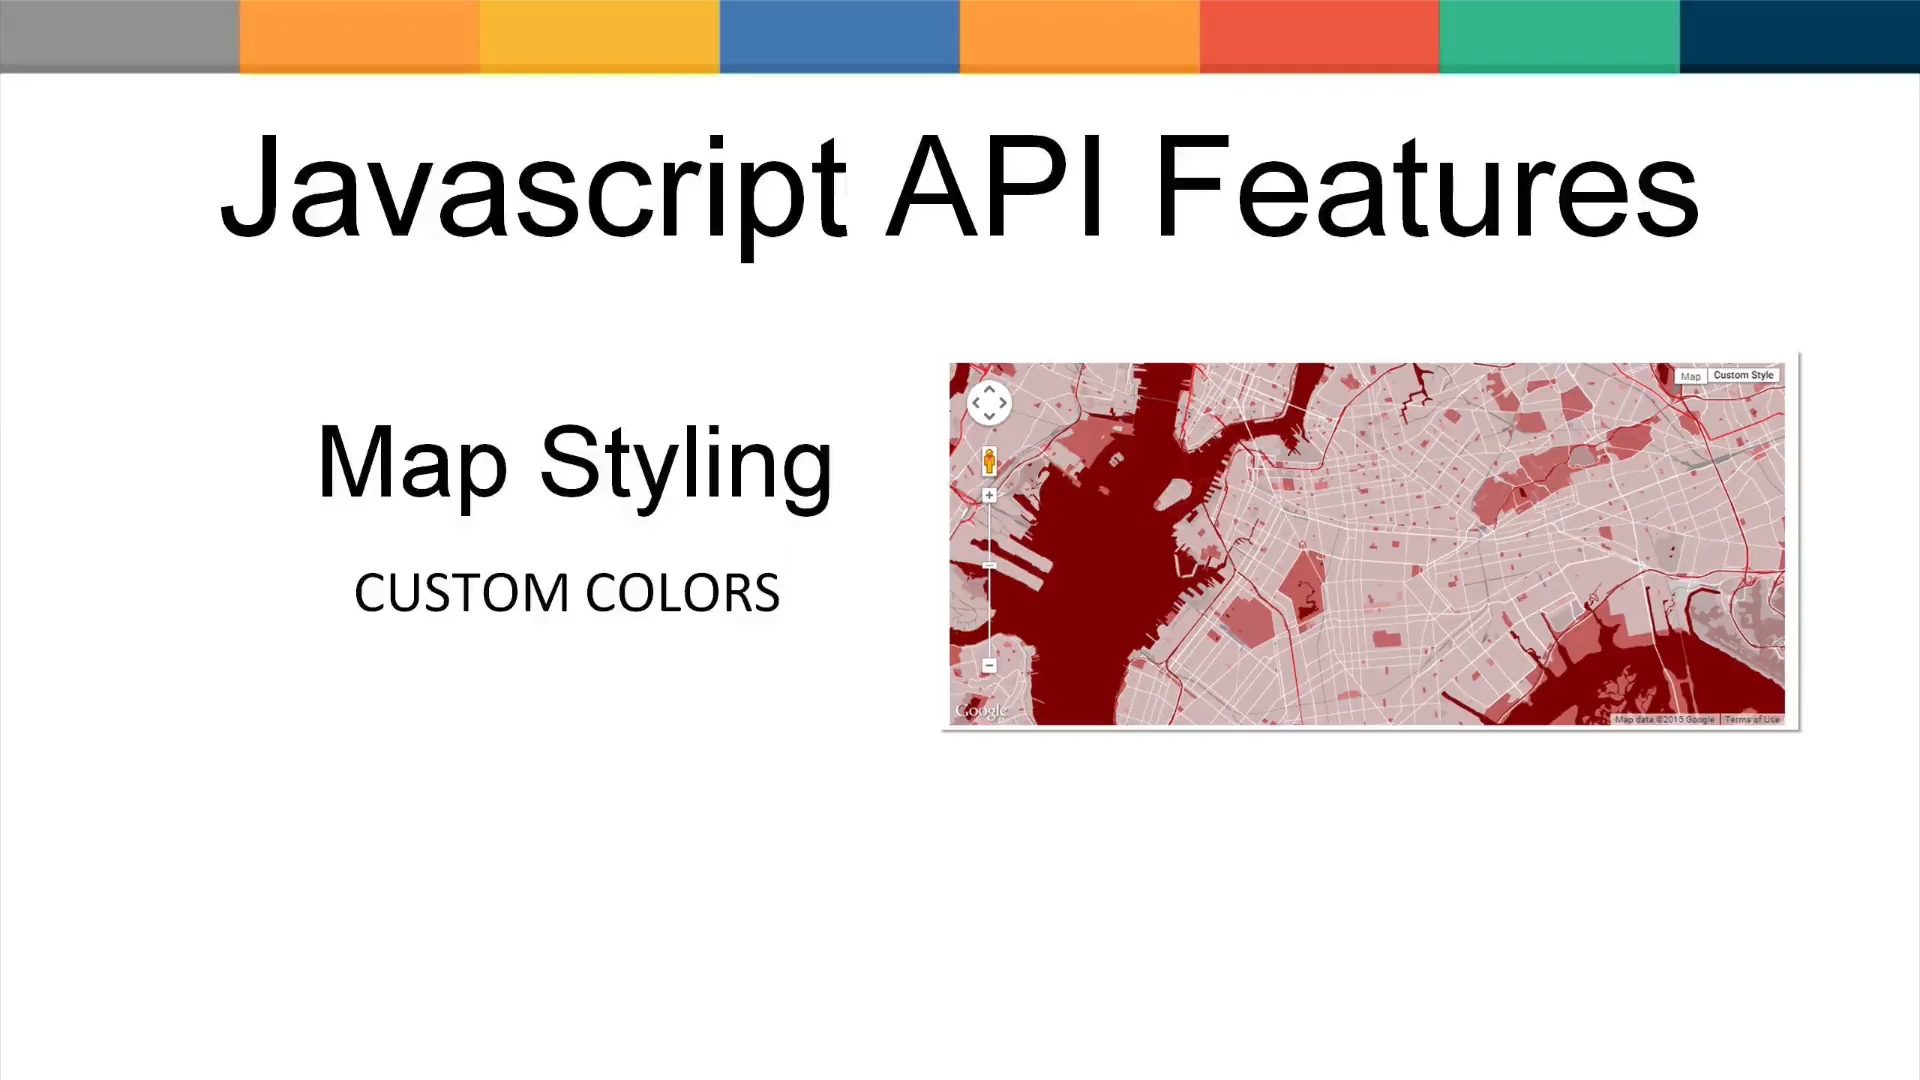 Javascript API Features
Map Styling
CUSTOM COLORS
Map Custom Style
Google
Map data ©2015 Google Terms of Use